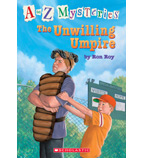 A to Z Mysteries
The Unwilling
Umpire
by Ron Roy
SCHOLASTIC